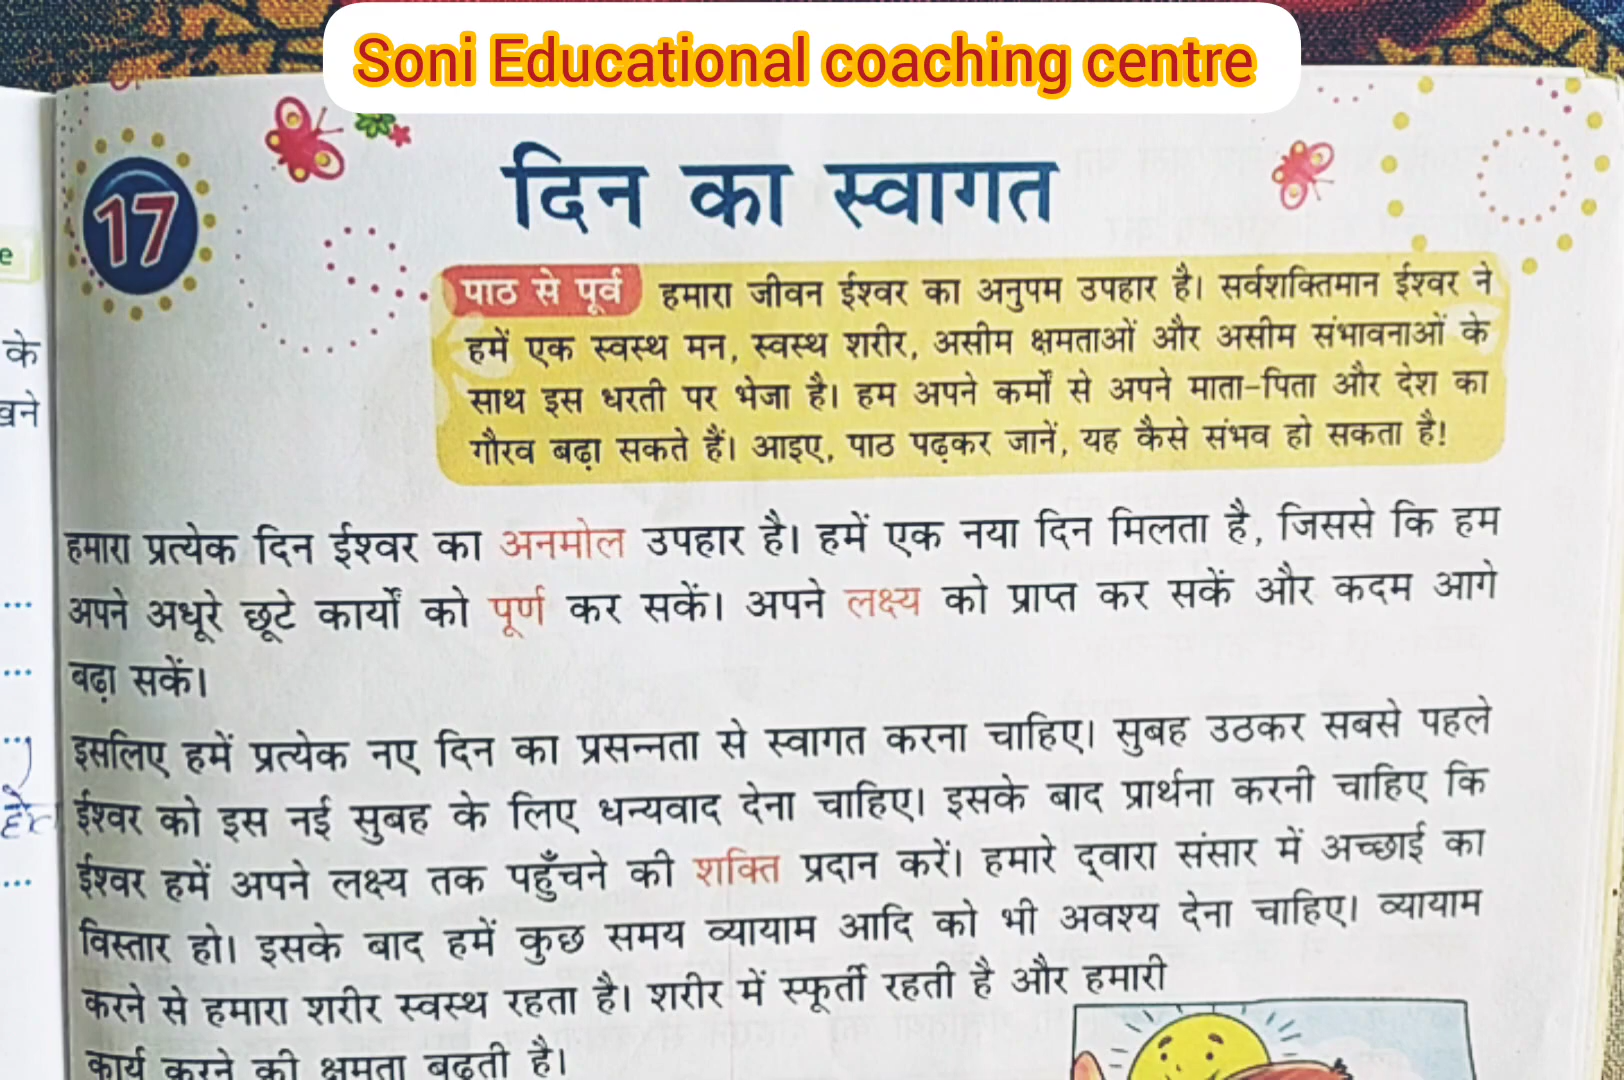 Soni Educational coaching centre
17
दिन का स्वागत
पाठ से पूर्व हमारा जीवन ईश्वर का अनुपम उपहार है। सर्वशक्तिमान ईश्वर ने
हमें एक स्वस्थ मन, स्वस्थ शरीर, असीम क्षमताओं और असीम संभावनाओं के
साथ इस धरती पर भेजा है। हम अपने कर्मों से अपने माता-पिता और देश का
गौरव बढ़ा सकते हैं। आइए, पाठ पढ़कर जानें, यह कैसे संभव हो सकता है!
हमारा प्रत्येक दिन ईश्वर का अनमोल उपहार है। हमें एक नया दिन मिलता है, जिससे कि हम
अपने अधूरे छूटे कार्यों को पूर्ण कर सकें। अपने लक्ष्य को प्राप्त कर सकें और कदम आगे
बढ़ा सकें।
इसलिए हमें प्रत्येक नए दिन का प्रसन्नता से स्वागत करना चाहिए। सुबह उठकर सबसे पहले
ईश्वर को इस नई सुबह के लिए धन्यवाद देना चाहिए। इसके बाद प्रार्थना करनी चाहिए कि
ईश्वर हमें अपने लक्ष्य तक पहुँचने की शक्ति प्रदान करें। हमारे द्वारा संसार में अच्छाई का
विस्तार हो। इसके बाद हमें कुछ समय व्यायाम आदि को भी अवश्य देना चाहिए। व्यायाम
करने से हमारा शरीर स्वस्थ रहता है। शरीर में स्फूर्ती रहती है और हमारी
कार्य करने की क्षमता बढ़ती है।
e
के